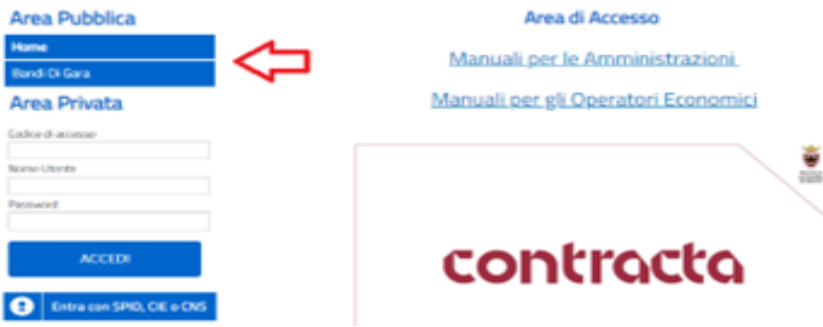 Area Pubblica
Home
Bandi Di Gara
Area Privata
Codice di accesso
Nome Utente
Password
ACCEDI
Entra con SPID, CIE o CNS
Area di Accesso
Manuali per le Amministrazioni
Manuali per gli Operatori Economici
contracta